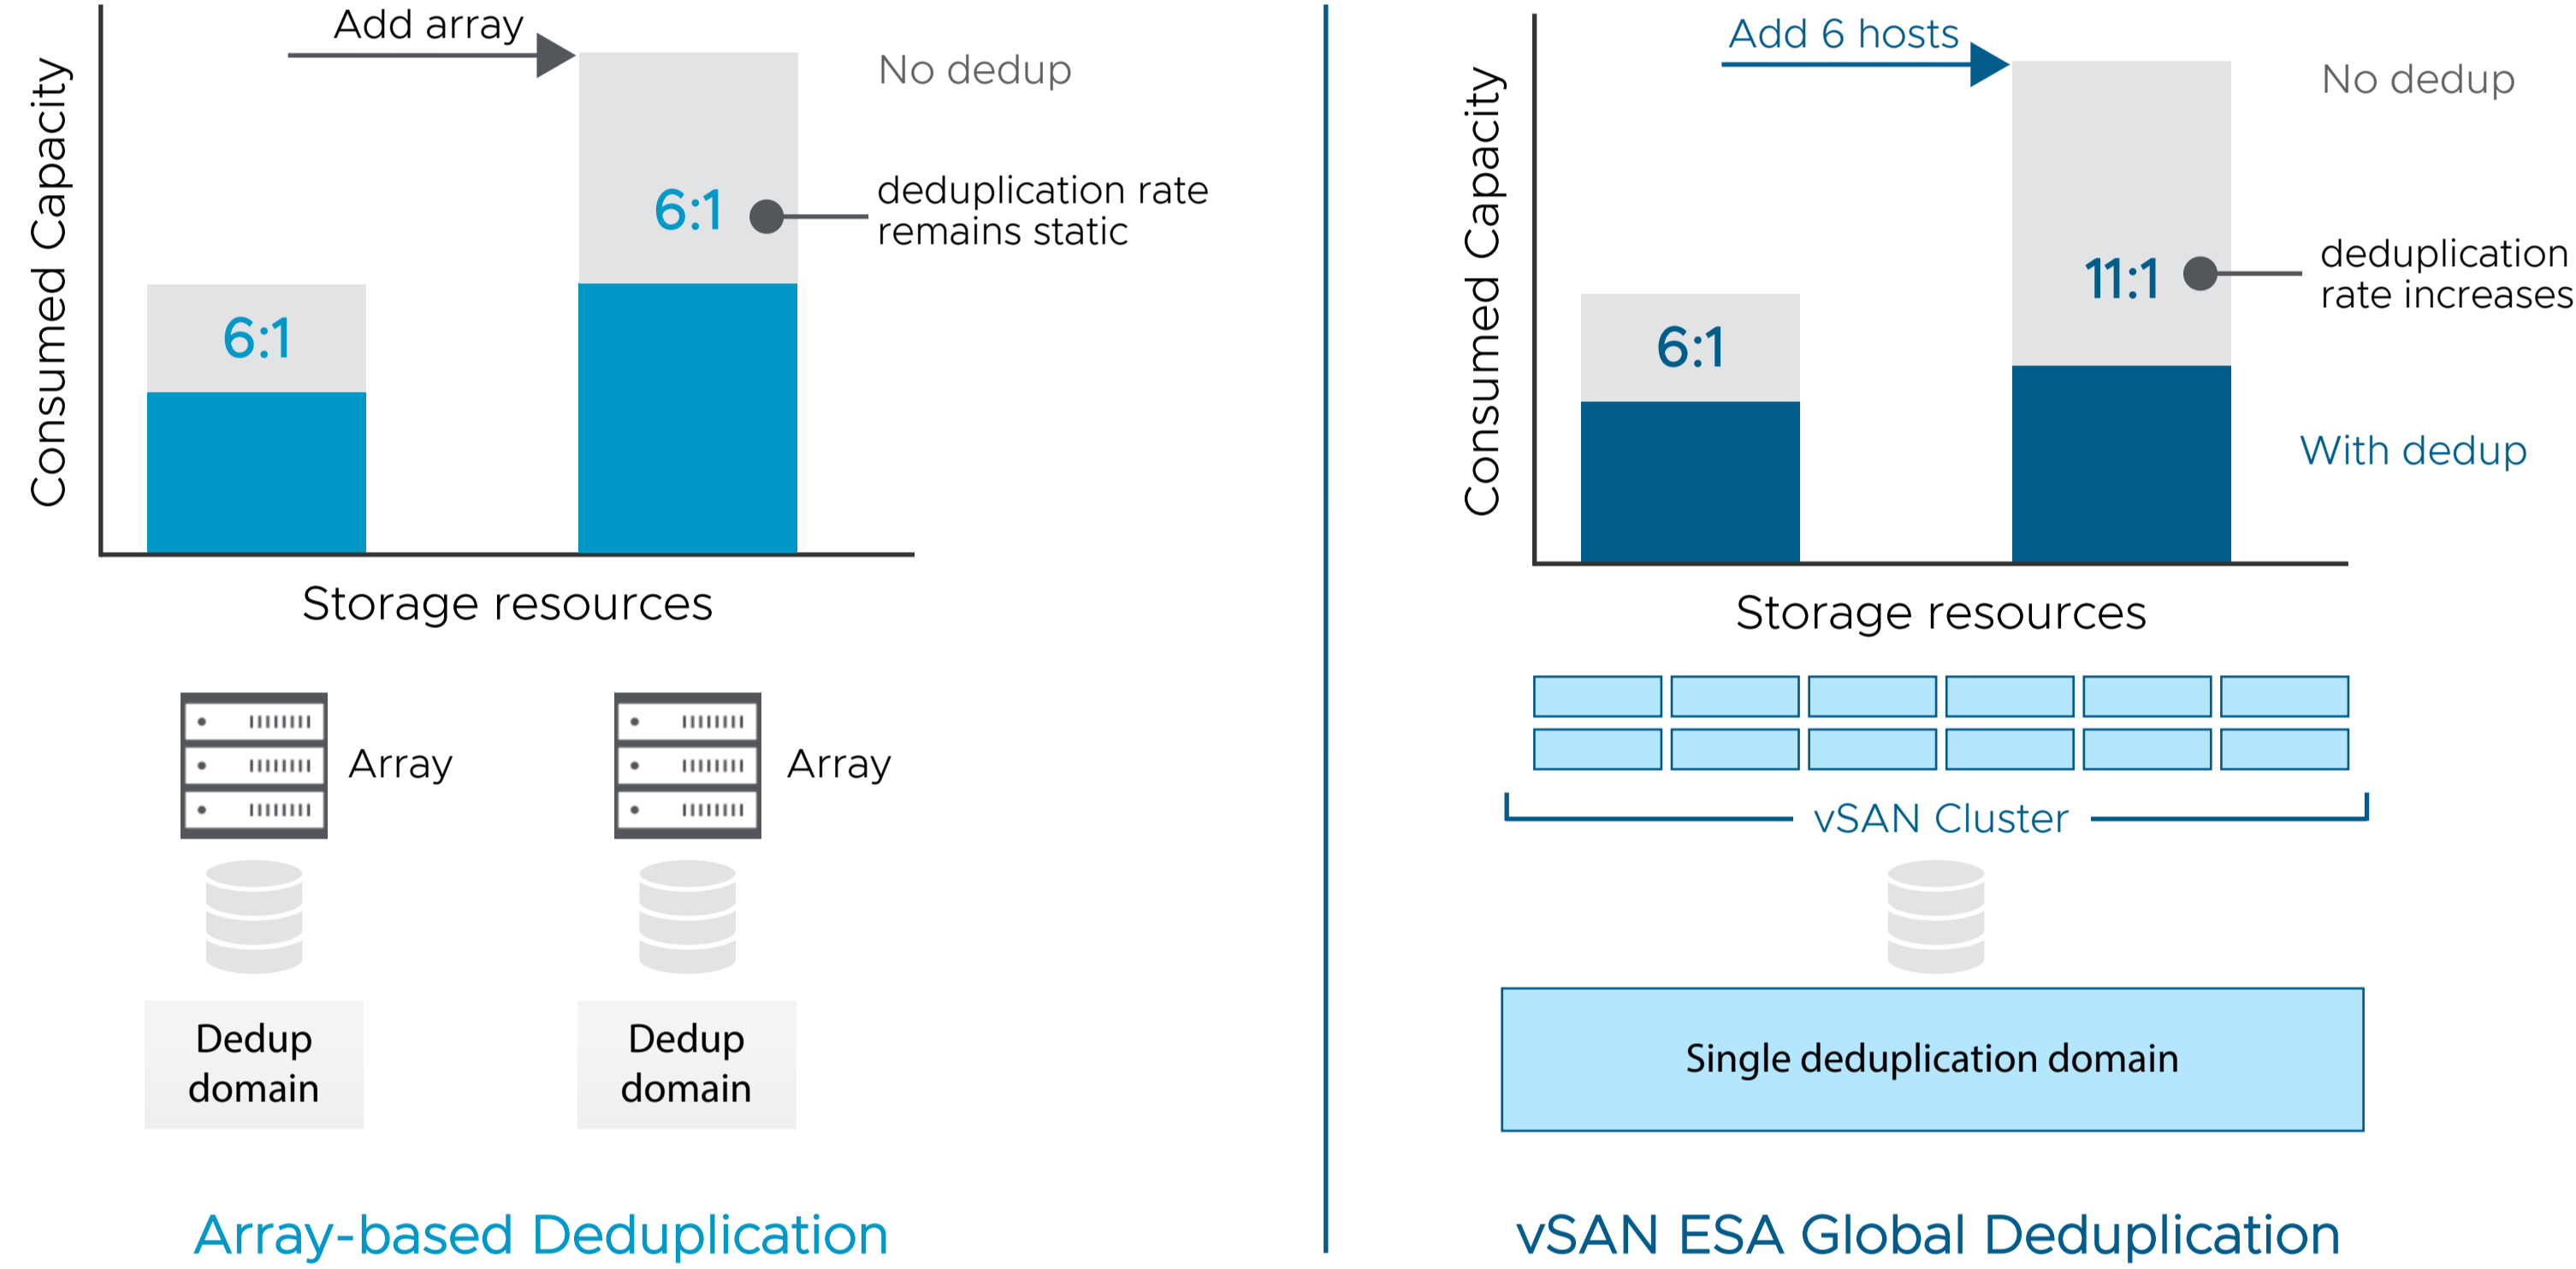 Add array
No dedup
Consumed Capacity
6:1
6:1
deduplication rate
remains static
Storage resources
Array
Array
Dedup
domain
Dedup
domain
Array-based Deduplication
Add 6 hosts
No dedup
Consumed Capacity
6:1
11:1
deduplication
rate increases
With dedup
Storage resources
vSAN Cluster
Single deduplication domain
vSAN ESA Global Deduplication